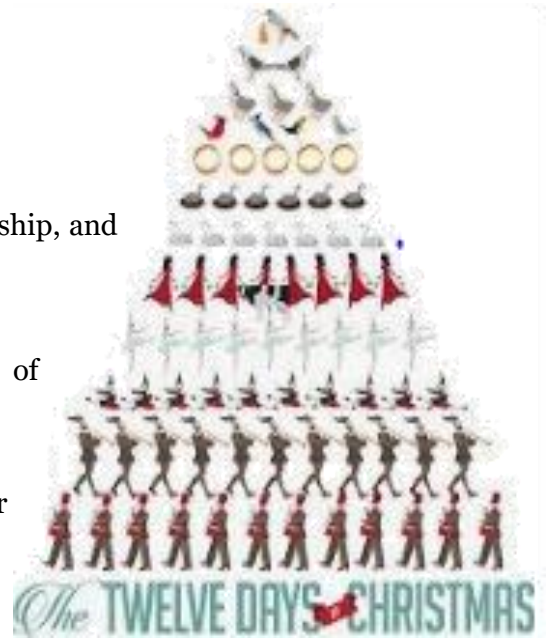 ship, and
of
r
The TWELVE DAYS of CHRISTMAS